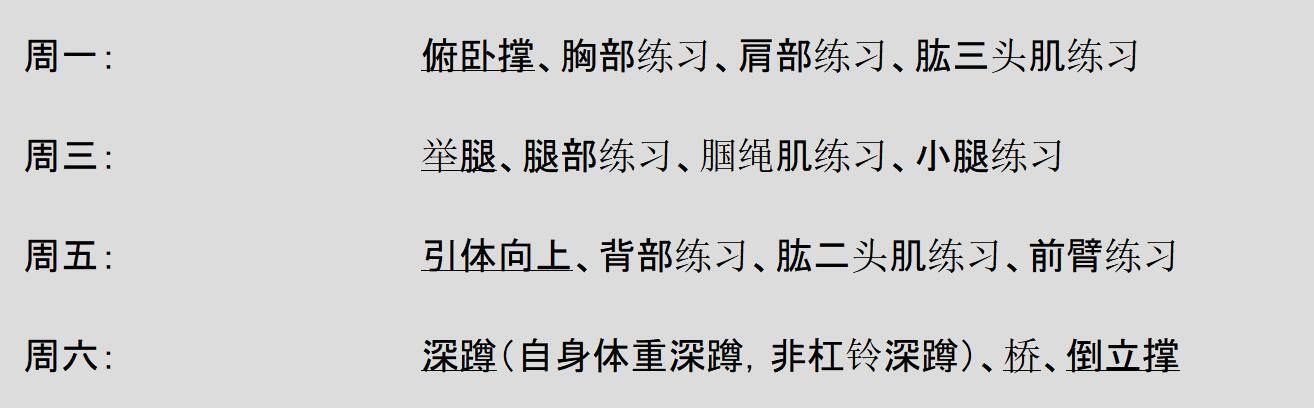 周一： 俯卧撑、胸部练习、肩部练习、肱三头肌练习
周三： 举腿、腿部练习、腘绳肌练习、小腿练习
周五： 引体向上、背部练习、肱二头肌练习、前臂练习
周六： 深蹲（自身体重深蹲，非杠铃深蹲）、桥、倒立撑